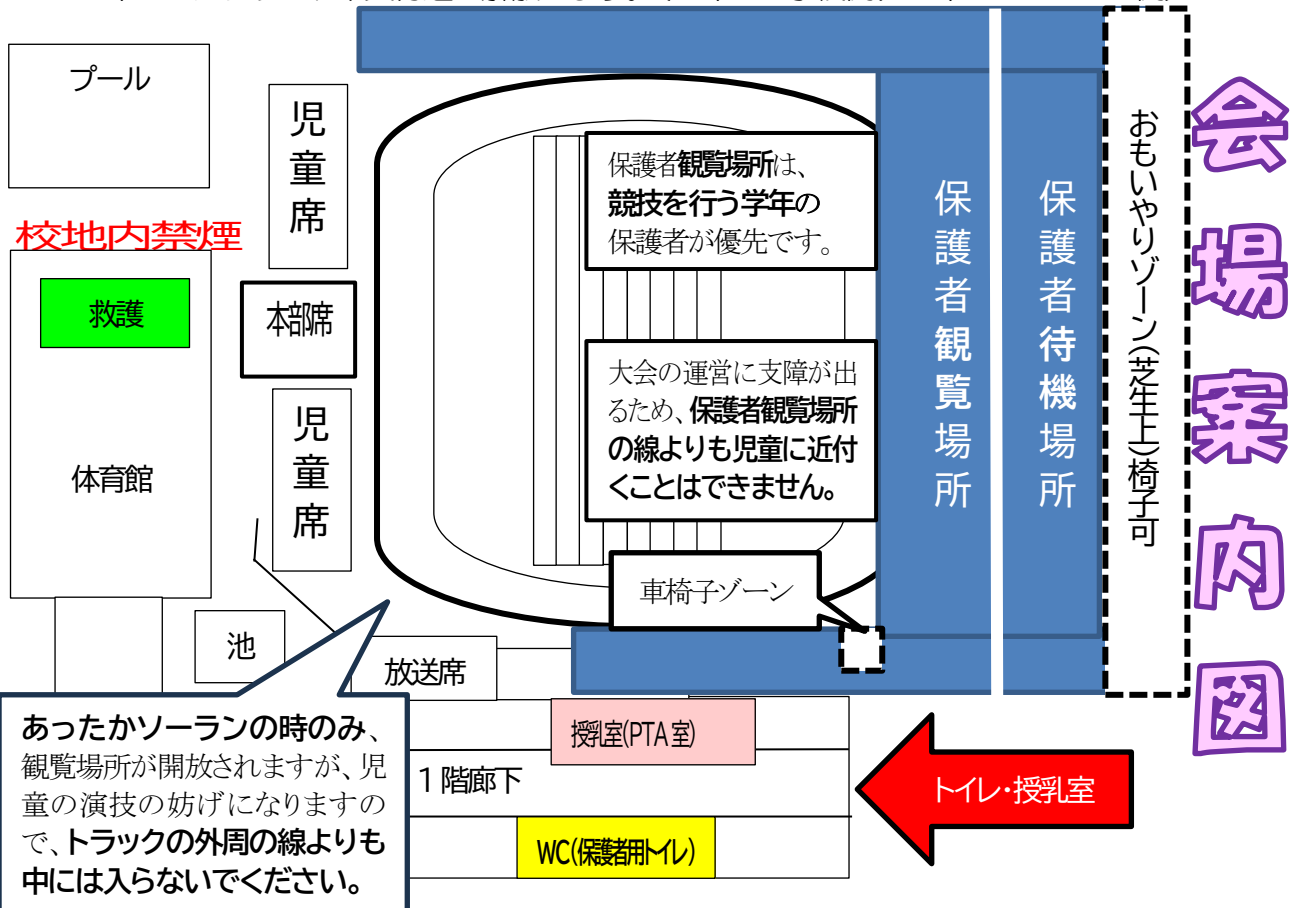 プール
児童席
校地内禁煙
救護
本部席
体育館
児童席
池
放送席
保護者観覧場所は、
競技を行う学年の
保護者が優先です。
大会の運営に支障が出
るため、保護者観覧場所
の線よりも児童に近付
くことはできません。
車椅子ゾーン
保護者観覧場所
保護者待機場所
おもいやりゾーン(芝生上)椅子可
会場案内図
あったかソーランの時のみ、
観覧場所が開放されますが、児
童の演技の妨げになりますの
で、トラックの外周の線よりも
中には入らないでください。
授乳室(PTA室)
1階廊下
WC(保護者用トイレ)
トイレ・授乳室